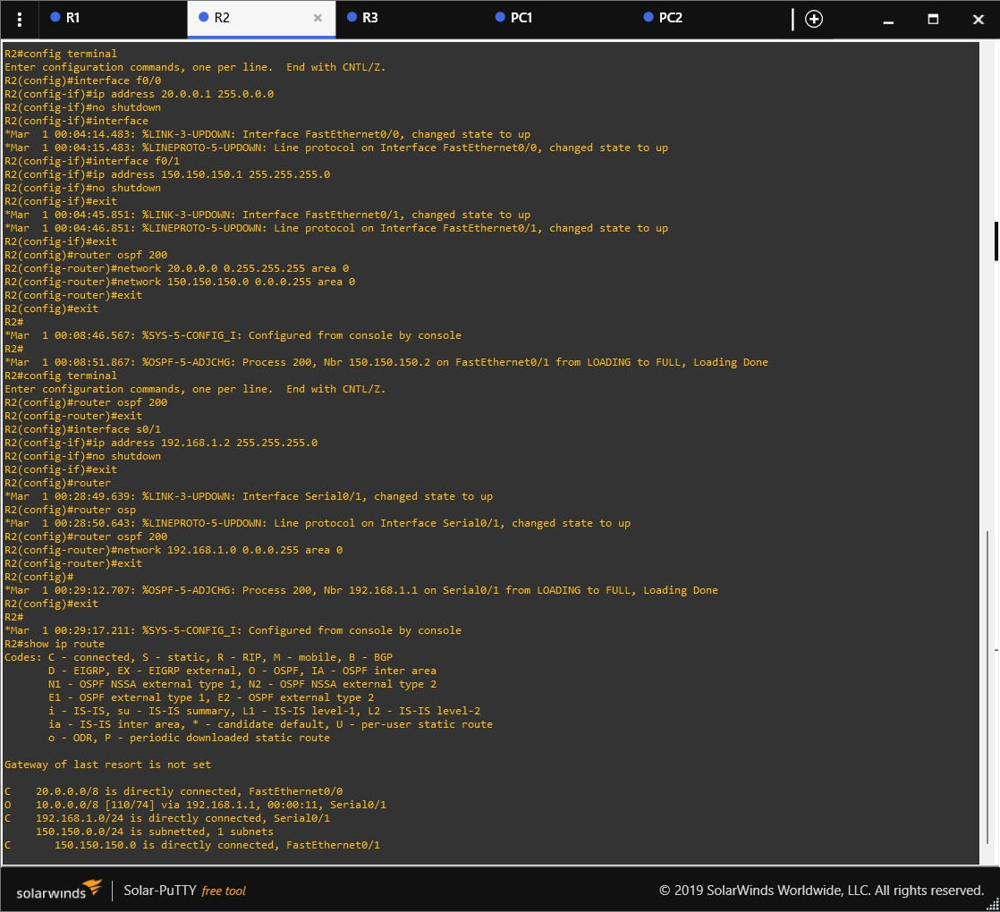 R1
R2
R3
PC1
PC2
R2#config terminal
Enter configuration commands, one per line.  End with CNTL/Z.
R2(config)#interface f0/0
R2(config-if)#ip address 20.0.0.1 255.0.0.0
R2(config-if)#no shutdown
R2(config-if)#interface
*Mar  1 00:04:14.483: %LINK-3-UPDOWN: Interface FastEthernet0/0, changed state to up
*Mar  1 00:04:15.483: %LINEPROTO-5-UPDOWN: Line protocol on Interface FastEthernet0/0, changed state to up
R2(config-if)#interface f0/1
R2(config-if)#ip address 150.150.150.1 255.255.255.0
R2(config-if)#no shutdown
R2(config-if)#exit
*Mar  1 00:04:45.851: %LINK-3-UPDOWN: Interface FastEthernet0/1, changed state to up
*Mar  1 00:04:46.851: %LINEPROTO-5-UPDOWN: Line protocol on Interface FastEthernet0/1, changed state to up
R2(config-if)#exit
R2(config)#router ospf 200
R2(config-router)#network 20.0.0.0 0.255.255.255 area 0
R2(config-router)#network 150.150.150.0 0.0.0.255 area 0
R2(config-router)#exit
R2(config)#exit
R2#
*Mar  1 00:08:46.567: %SYS-5-CONFIG_I: Configured from console by console
R2#
*Mar  1 00:08:51.867: %OSPF-5-ADJCHG: Process 200, Nbr 150.150.150.2 on FastEthernet0/1 from LOADING to FULL, Loading Done
R2#config terminal
Enter configuration commands, one per line.  End with CNTL/Z.
R2(config)#router ospf 200
R2(config-router)#exit
R2(config)#interface s0/1
R2(config-if)#ip address 192.168.1.2 255.255.255.0
R2(config-if)#no shutdown
R2(config-if)#exit
R2(config)#router
*Mar  1 00:28:49.639: %LINK-3-UPDOWN: Interface Serial0/1, changed state to up
R2(config)#router osp
*Mar  1 00:28:50.643: %LINEPROTO-5-UPDOWN: Line protocol on Interface Serial0/1, changed state to up
R2(config)#router ospf 200
R2(config-router)#network 192.168.1.0 0.0.0.255 area 0
R2(config-router)#exit
R2(config)#
*Mar  1 00:29:12.707: %OSPF-5-ADJCHG: Process 200, Nbr 192.168.1.1 on Serial0/1 from LOADING to FULL, Loading Done
R2(config)#exit
R2#
*Mar  1 00:29:17.211: %SYS-5-CONFIG_I: Configured from console by console
R2#show ip route
Codes: C - connected, S - static, R - RIP, M - mobile, B - BGP
       D - EIGRP, EX - EIGRP external, O - OSPF, IA - OSPF inter area
       N1 - OSPF NSSA external type 1, N2 - OSPF NSSA external type 2
       E1 - OSPF external type 1, E2 - OSPF external type 2
       i - IS-IS, su - IS-IS summary, L1 - IS-IS level-1, L2 - IS-IS level-2
       ia - IS-IS inter area, * - candidate default, U - per-user static route
       o - ODR, P - periodic downloaded static route
Gateway of last resort is not set
C    20.0.0.0/8 is directly connected, FastEthernet0/0
O    10.0.0.0/8 [110/74] via 192.168.1.1, 00:00:11, Serial0/1
C    192.168.1.0/24 is directly connected, Serial0/1
     150.150.0.0/24 is subnetted, 1 subnets
C       150.150.150.0 is directly connected, FastEthernet0/1
solarwinds
Solar-PuTTY free tool
© 2019 SolarWinds Worldwide, LLC. All rights reserved.